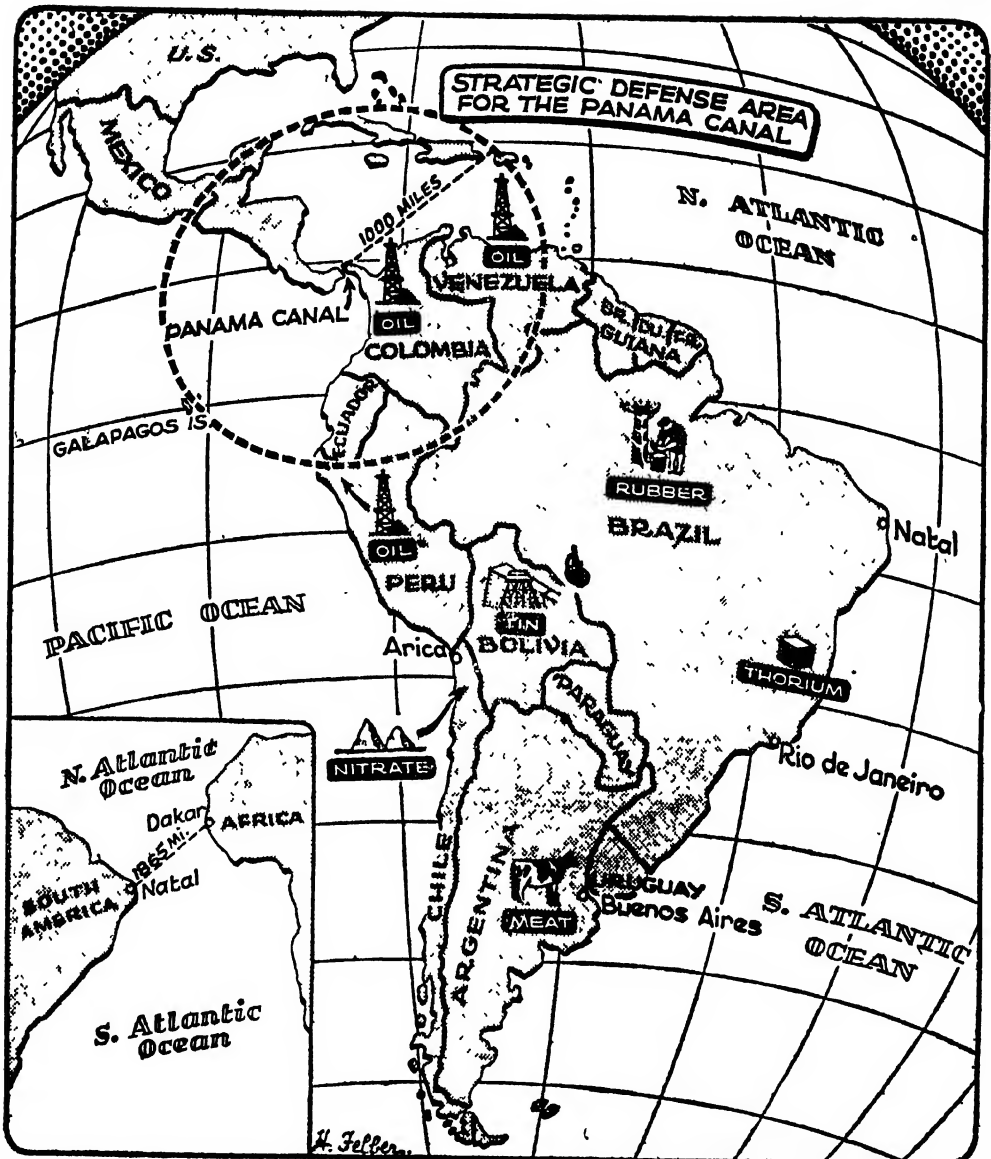 U.S.
STRATEGIC DEFENSE AREA
FOR THE PANAMA CANAL
MEXICO
N. ATLANTIC
OCEAN
1000 MILES
OIL
VENEZUELA
PANAMA CANAL
OIL
COLOMBIA
BR. DU. FR.
GUIANA
ECUADOR
GALAPAGOS IS.
RUBBER
BRAZIL
Natal
OIL
PERU
PACIFIC OCEAN
TIN
BOLIVIA
Arica
THORIUM
PARAGUAY
NITRATE
Rio de Janeiro
CHILE
ARGENTINA
MEAT
URUGUAY
Buenos Aires
S. ATLANTIC
OCEAN
N. Atlantic
Ocean
Dakar
AFRICA
1865 MI.
SOUTH
AMERICA
Natal
S. Atlantic
Ocean
H. Felber.